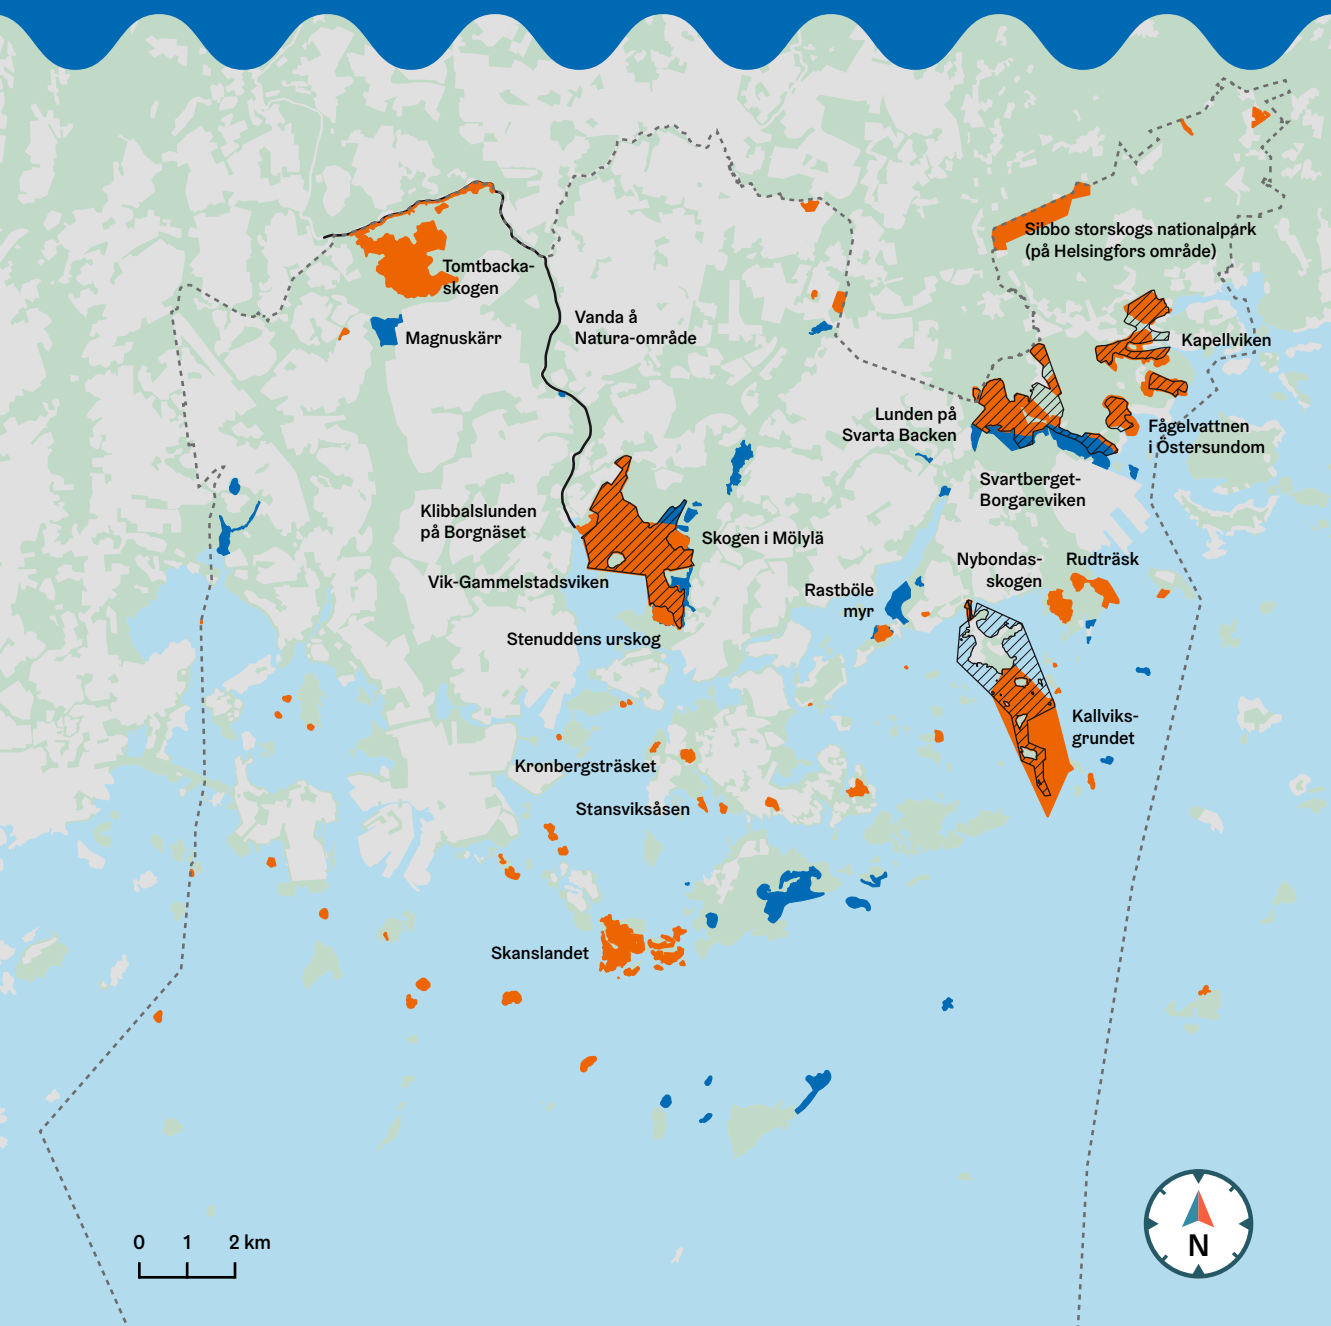 Sibbo storskogs nationalpark
(på Helsingfors område)
Tomtbacka-
skogen
Magnuskärr
Vanda å
Natura-område
Kapellviken
Lunden på
Svarta Backen
Fågelvattnen
i Östersundom
Svartberget-
Borgareviken
Klibbalslunden
på Borgnäset
Skogen i Mölylä
Vik-Gammelstadsviken
Nybondas-
skogen
Rudträsk
Rastböle
myr
Stenuddens urskog
Kallviks-
grundet
Kronbergsträsket
Stansviksåsen
Skanslandet
0 1 2 km
N